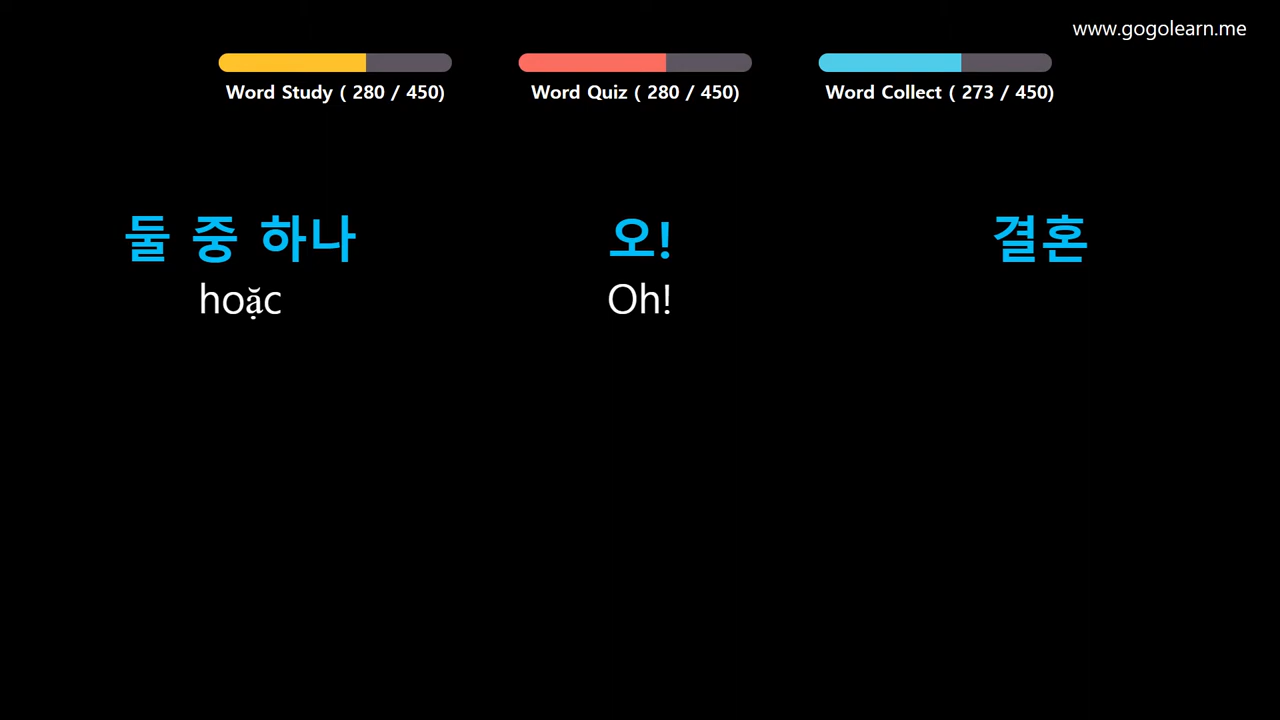 www.gogolearn.me
Word Study ( 280 / 450)
Word Quiz ( 280 / 450)
Word Collect ( 273 / 450)
둘 중 하나
hoặc
오!
Oh!
결혼